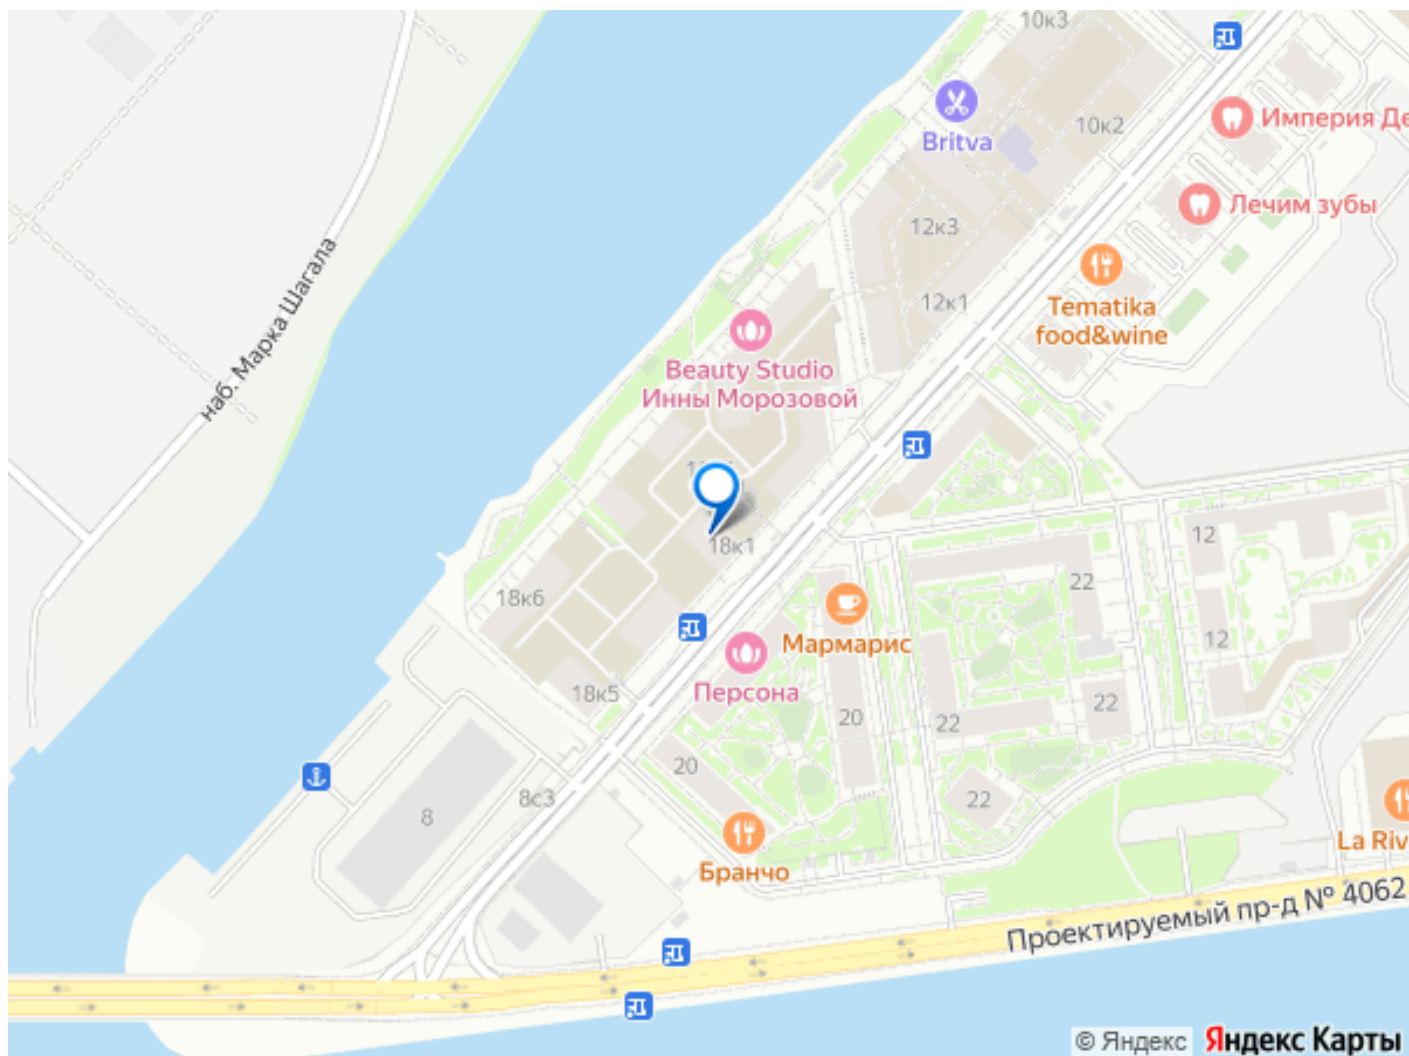 10к3
Империя Де
10к2
Britva
Лечим зубы
12к3
наб. Марка Шагала
12к1
Tematika
food&wine
Beauty Studio
Инны Морозовой
18к1
12
22
18к6
Мармарис
12
18к5
Персона
22
22
20
20
8с3
22
8
La Riv
Бранчо
Проектируемый пр-д № 4062
© Яндекс Яндекс Карты